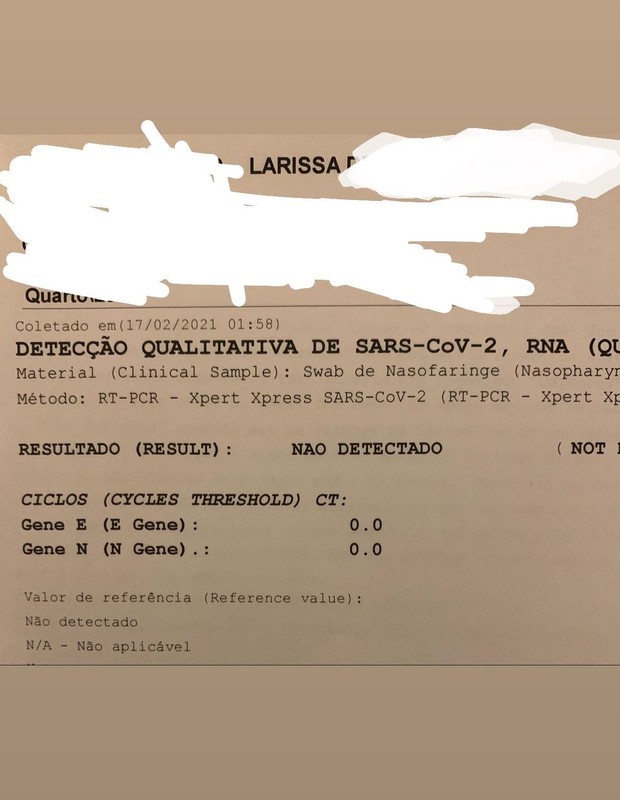 LARISSA
Coletado em(17/02/2021 01:58)
DETECÇÃO QUALITATIVA DE SARS-CoV-2, RNA (QU
Material (Clinical Sample): Swab de Nasofaringe (Nasopharyn
Método: RT-PCR - Xpert Xpress SARS-CoV-2 (RT-PCR - Xpert Xp
RESULTADO (RESULT): NAO DETECTADO ( NOT
CICLOS (CYCLES THRESHOLD) CT:
Gene E (E Gene): 0.0
Gene N (N Gene).: 0.0
Valor de referência (Reference value):
Não detectado
N/A - Não aplicável